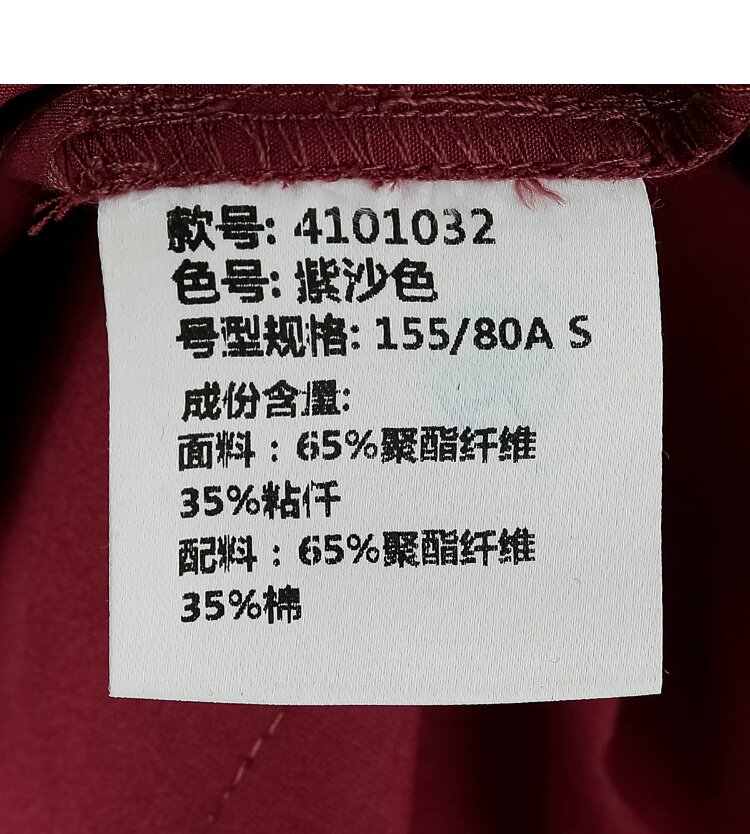 款号: 4101032
色号: 紫沙色
号型规格: 155/80A S
成份含量:
面料：65%聚酯纤维
35%粘仟
配料：65%聚酯纤维
35%棉